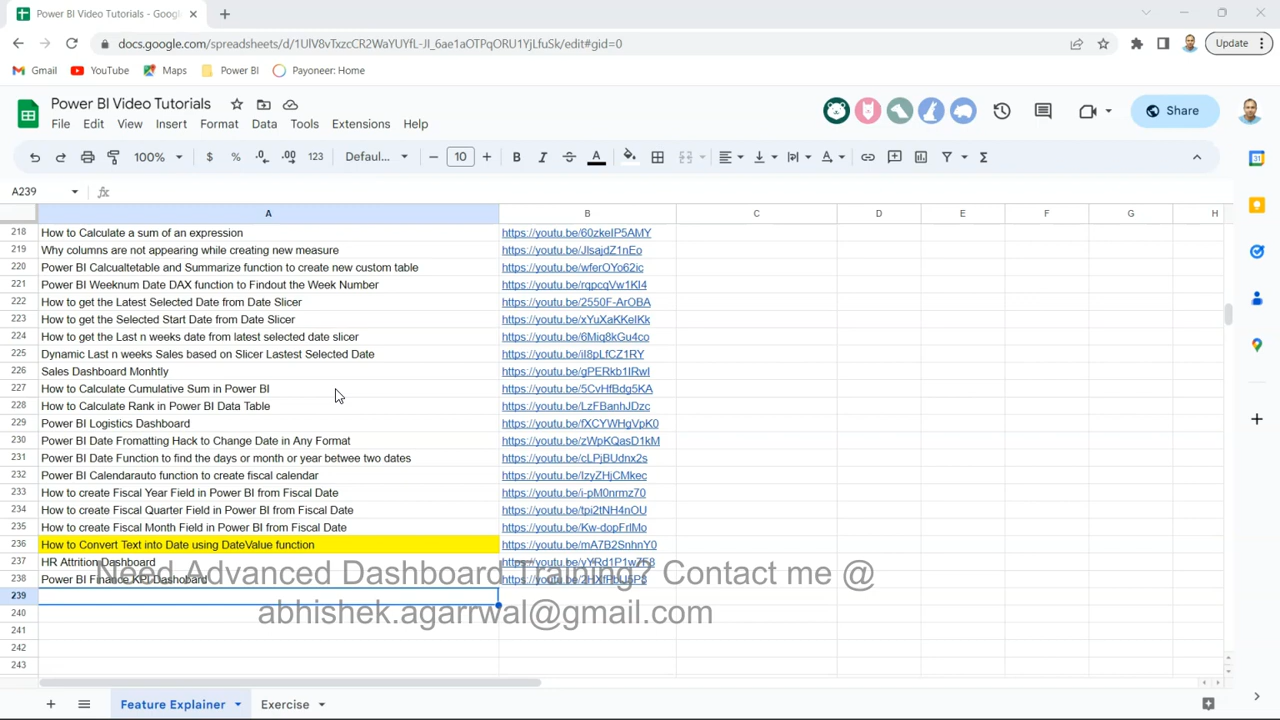 Power BI Video Tutorials - Googl
docs.google.com/spreadsheets/d/1UlV8vTxzcCR2WaYUYfL-JI_6ae1aOTPqORU1YjLfuSk/edit#gid=0
Update
Gmail YouTube Maps Power BI Payoneer: Home
Power BI Video Tutorials
Share
File Edit View Insert Format Data Tools Extensions Help
100% $ % .0 .00 123 Defaul... 10 B I A
A239 fx
A B C D E F G H
218 How to Calculate a sum of an expression https://youtu.be/60zkeIP5AMY
219 Why columns are not appearing while creating new measure https://youtu.be/JlsajdZ1nEo
220 Power BI Calcualtetable and Summarize function to create new custom table https://youtu.be/wferOYo62ic
221 Power BI Weeknum Date DAX function to Findout the Week Number https://youtu.be/rqpcqVw1KI4
222 How to get the Latest Selected Date from Date Slicer https://youtu.be/2550F-ArOBA
223 How to get the Selected Start Date from Date Slicer https://youtu.be/xYuXaKKeIKk
224 How to get the Last n weeks date from latest selected date slicer https://youtu.be/6Miq8kGu4co
225 Dynamic Last n weeks Sales based on Slicer Lastest Selected Date https://youtu.be/iI8pLfCZ1RY
226 Sales Dashboard Monhtly https://youtu.be/gPERkb1IRwI
227 How to Calculate Cumulative Sum in Power BI https://youtu.be/5CvHfBdg5KA
228 How to Calculate Rank in Power BI Data Table https://youtu.be/LzFBanhJDzc
229 Power BI Logistics Dashboard https://youtu.be/fXCYWHgVpK0
230 Power BI Date Fromatting Hack to Change Date in Any Format https://youtu.be/zWpKQasD1kM
231 Power BI Date Function to find the days or month or year betwee two dates https://youtu.be/cLPjBUdnx2s
232 Power BI Calendarauto function to create fiscal calendar https://youtu.be/IzyZHjCMkec
233 How to create Fiscal Year Field in Power BI from Fiscal Date https://youtu.be/i-pM0nrmz70
234 How to create Fiscal Quarter Field in Power BI from Fiscal Date https://youtu.be/tpi2tNH4nOU
235 How to create Fiscal Month Field in Power BI from Fiscal Date https://youtu.be/Kw-dopFrlMo
236 How to Convert Text into Date using DateValue function https://youtu.be/mA7B2SnhnY0
237 HR Attrition Dashboard
238 Power BI Finance KPI Dashobard
Need Advanced Dashboard Training? Contact me @
239
abhishek.agarrwal@gmail.com
240
241
242
243
Feature Explainer Exercise